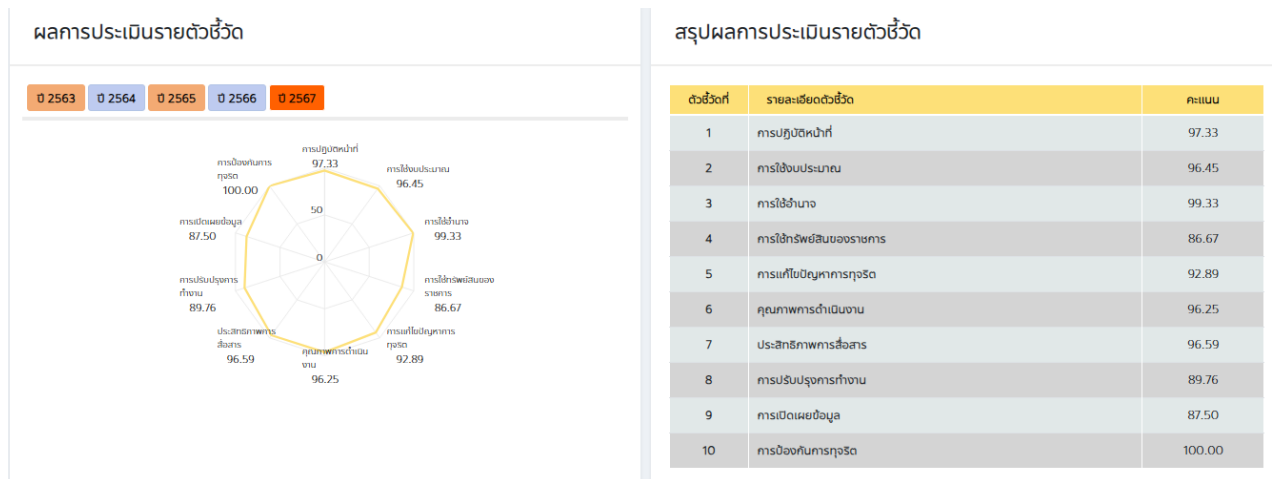 ผลการประเมินรายตัวชี้วัด
ปี 2563 ปี 2564 ปี 2565 ปี 2566 ปี 2567
การปฏิบัติหน้าที่
97.33
การใช้งบประมาณ
96.45
การใช้อำนาจ
99.33
การใช้ทรัพย์สินของ
ราชการ
86.67
การแก้ไขปัญหาการ
ทุจริต
92.89
คุณภาพการดำเนิน
งาน
96.25
ประสิทธิภาพการ
สื่อสาร
96.59
การปรับปรุงการ
ทำงาน
89.76
การเปิดเผยข้อมูล
87.50
การป้องกันการ
ทุจริต
100.00
50
0
สรุปผลการประเมินรายตัวชี้วัด
ตัวชี้วัดที่ รายละเอียดตัวชี้วัด คะแนน
1 การปฏิบัติหน้าที่ 97.33
2 การใช้งบประมาณ 96.45
3 การใช้อำนาจ 99.33
4 การใช้ทรัพย์สินของราชการ 86.67
5 การแก้ไขปัญหาการทุจริต 92.89
6 คุณภาพการดำเนินงาน 96.25
7 ประสิทธิภาพการสื่อสาร 96.59
8 การปรับปรุงการทำงาน 89.76
9 การเปิดเผยข้อมูล 87.50
10 การป้องกันการทุจริต 100.00